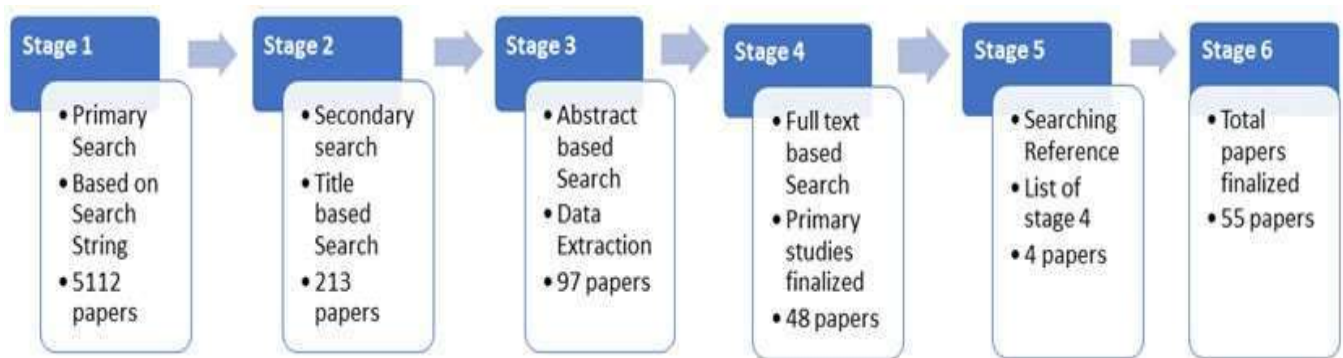 Stage 1
• Primary
Search
• Based on
Search
String
• 5112
papers
Stage 2
• Secondary
search
• Title
based
Search
• 213
papers
Stage 3
• Abstract
based
Search
• Data
Extraction
• 97 papers
Stage 4
• Full text
based
Search
• Primary
studies
finalized
• 48 papers
Stage 5
• Searching
Reference
• List of
stage 4
• 4 papers
Stage 6
• Total
papers
finalized
• 55 papers